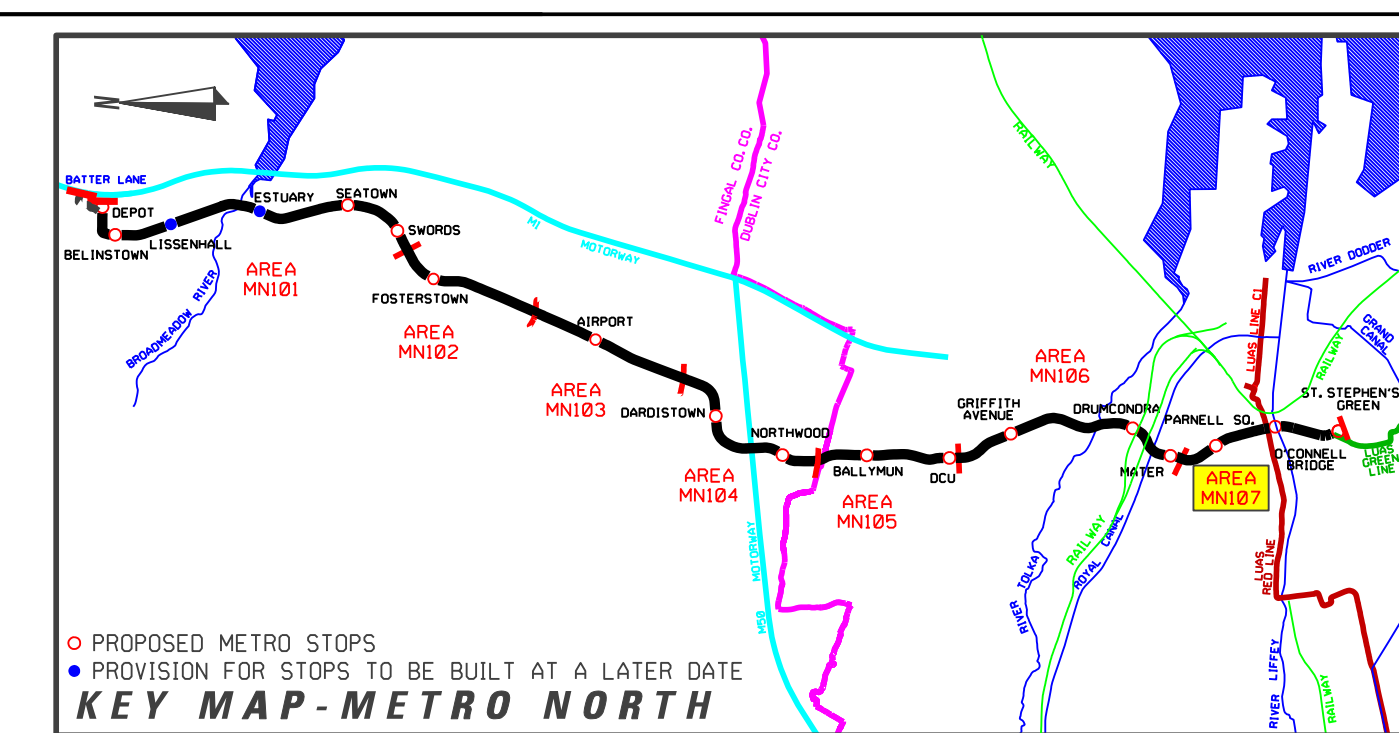 N
BATTER LANE
DEPOT
BELINSTOWN
LISSENHALL
ESTUARY
SEATOWN
SWORDS
BROADMEADOW RIVER
AREA
MN101
FOSTERSTOWN
AREA
MN102
AIRPORT
AREA
MN103
M1
MOTORWAY
FINGAL CO. CO.
DUBLIN CITY CO.
DARDISTOWN
NORTHWOOD
AREA
MN104
MOTORWAY
M50
BALLYMUN
AREA
MN105
DCU
GRIFFITH
AVENUE
AREA
MN106
DRUMCONDRA
MATER
PARNELL SQ.
AREA
MN107
O'CONNELL
BRIDGE
ST. STEPHEN'S
GREEN
LUAS
GREEN
LINE
RAILWAY
LUAS LINE C1
RIVER DODDER
GRAND
CANAL
RAILWAY
RIVER TOLKA
RAILWAY
ROYAL CANAL
LUAS
RED LINE
RIVER LIFFEY
RAILWAY
PROPOSED METRO STOPS
PROVISION FOR STOPS TO BE BUILT AT A LATER DATE
KEY MAP-METRO NORTH